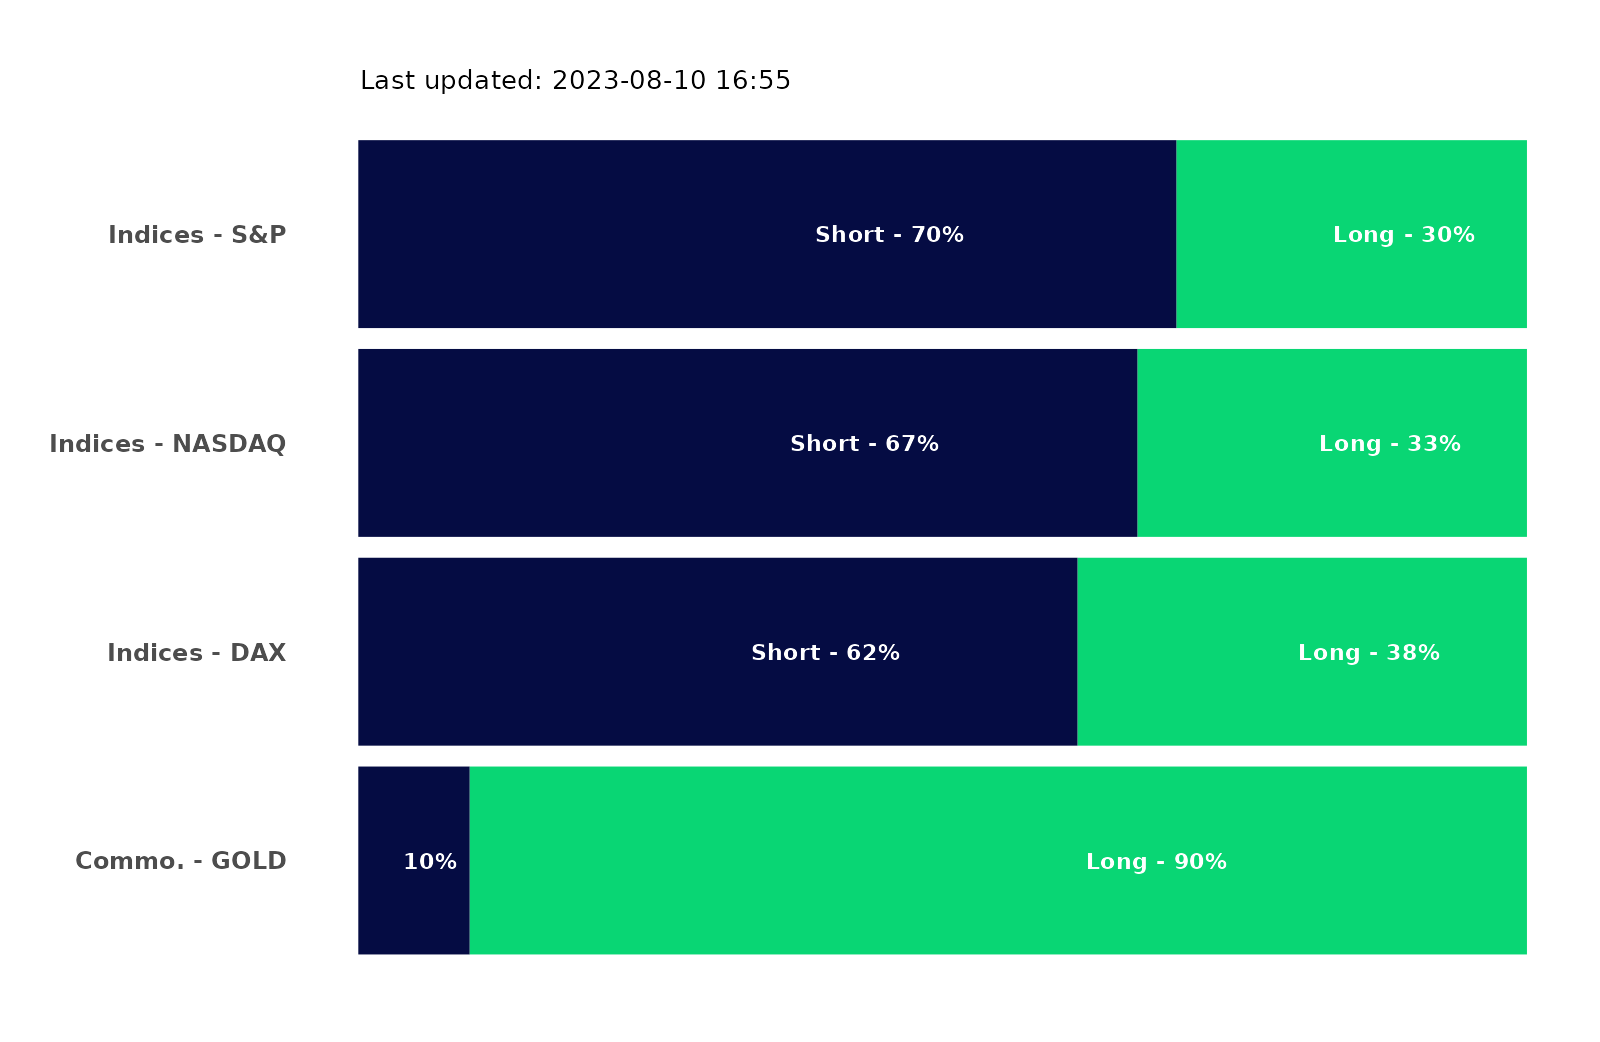 Last updated: 2023-08-10 16:55
Indices - S&P
Short - 70%
Long - 30%
Indices - NASDAQ
Short - 67%
Long - 33%
Indices - DAX
Short - 62%
Long - 38%
Commo. - GOLD
10%
Long - 90%